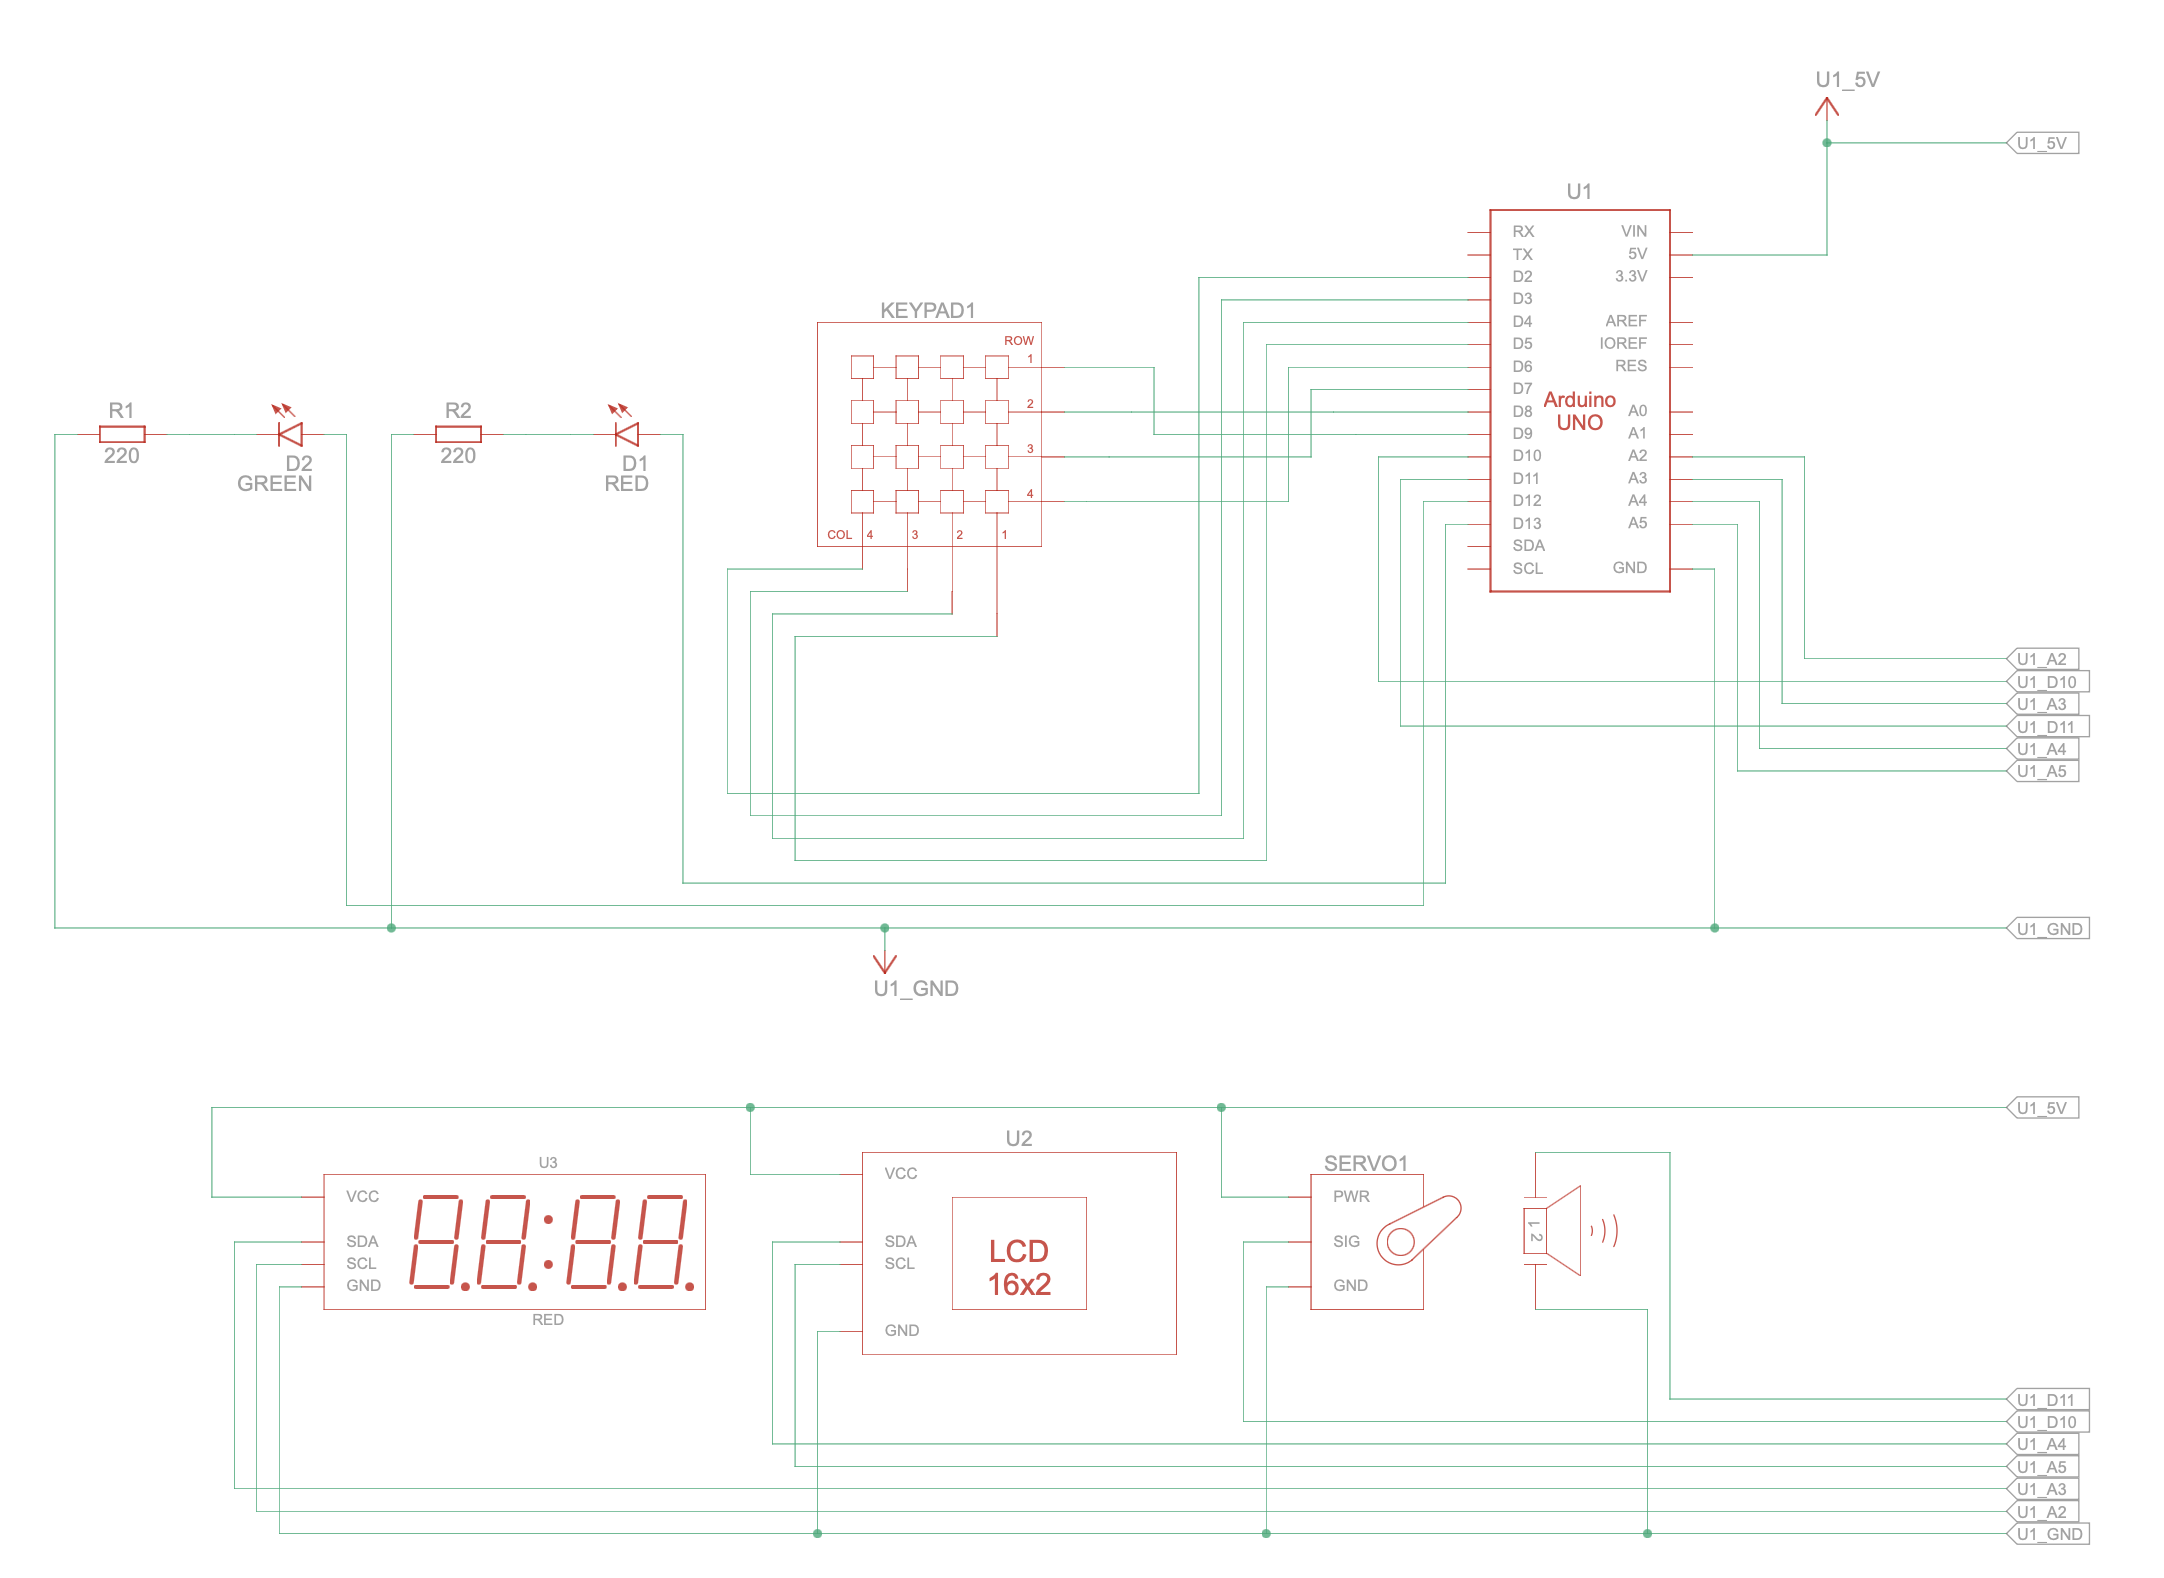 U1_5V
U1_5V
U1
RX VIN
TX 5V
D2 3.3V
D3
D4 AREF
D5 IOREF
D6 RES
D7
D8 A0
D9 A1
D10 A2
D11 A3
D12 A4
D13 A5
SDA
SCL GND
Arduino
UNO
KEYPAD1
ROW
1
2
3
4
COL 4 3 2 1
R1
220
D2
GREEN
R2
220
D1
RED
U1_A2
U1_D10
U1_A3
U1_D11
U1_A4
U1_A5
U1_GND
U1_GND
U1_5V
U3
VCC
SDA
SCL
GND
88:88
RED
U2
VCC
SDA
SCL
GND
LCD
16x2
SERVO1
PWR
SIG
GND
1
2
U1_D11
U1_D10
U1_A4
U1_A5
U1_A3
U1_A2
U1_GND